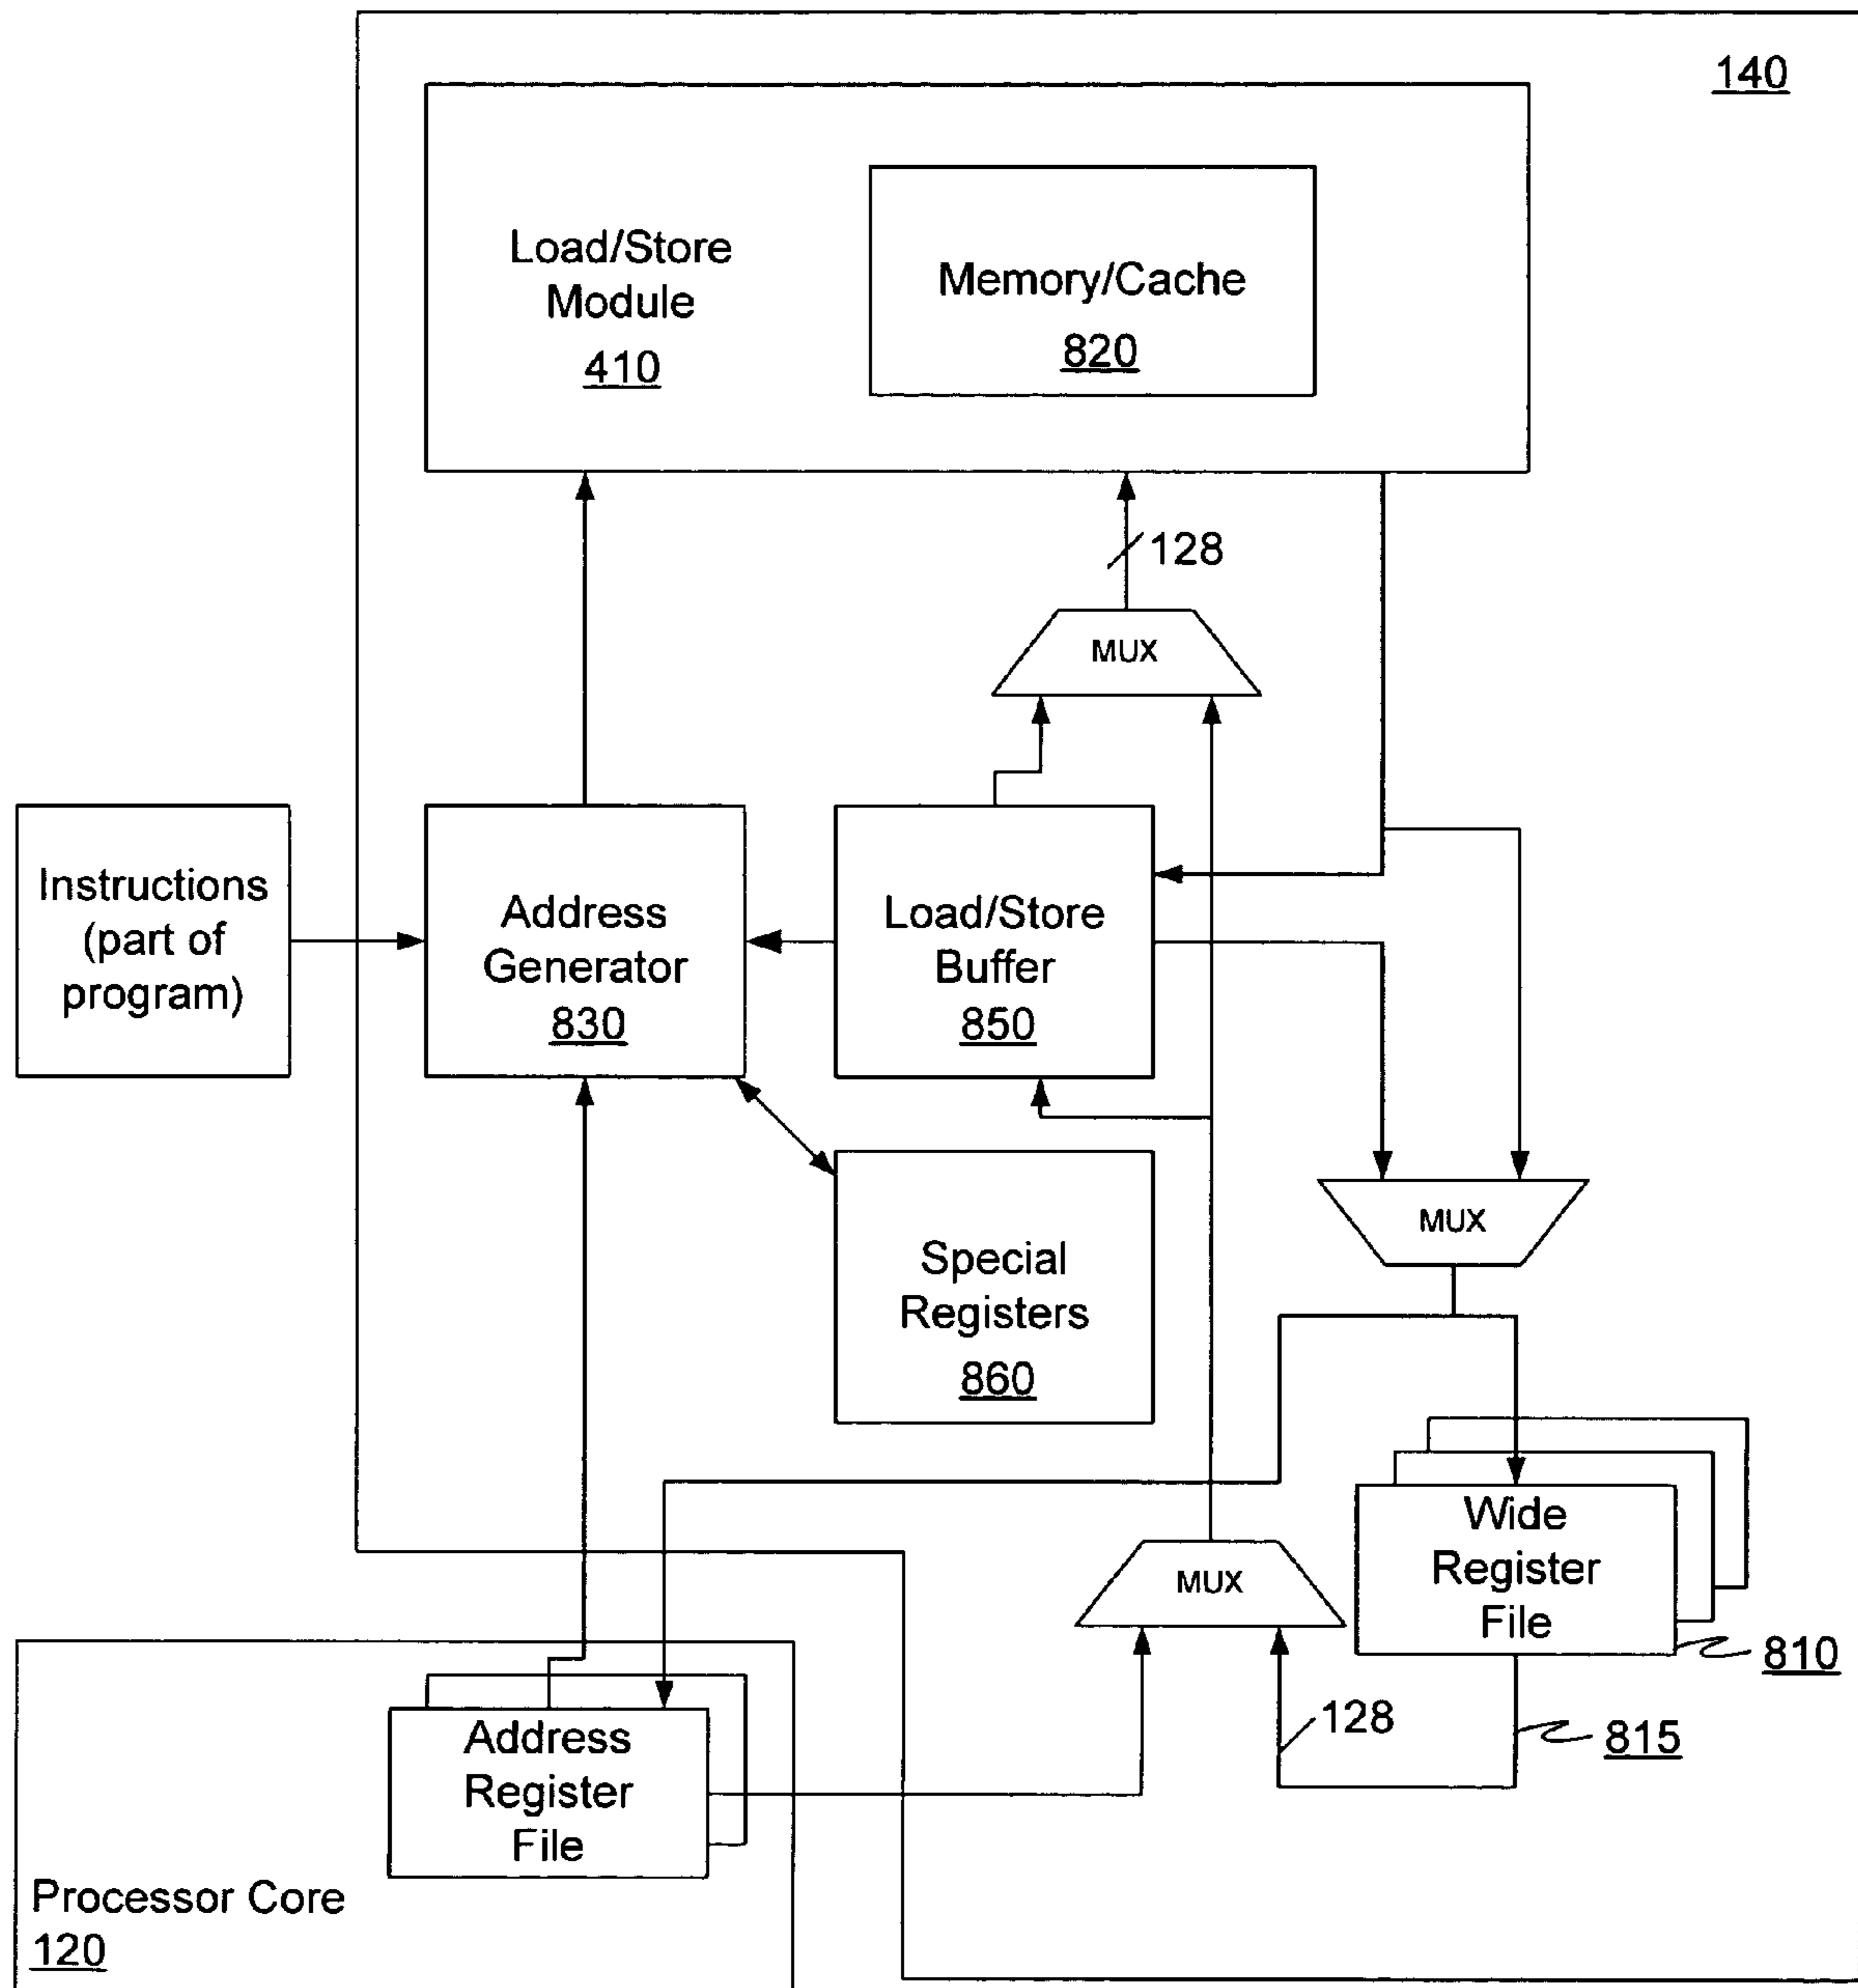 140
Load/Store
Module
410
Memory/Cache
820
128
MUX
Instructions
(part of
program)
Address
Generator
830
Load/Store
Buffer
850
MUX
Special
Registers
860
Wide
Register
File
810
MUX
128
815
Address
Register
File
Processor Core
120